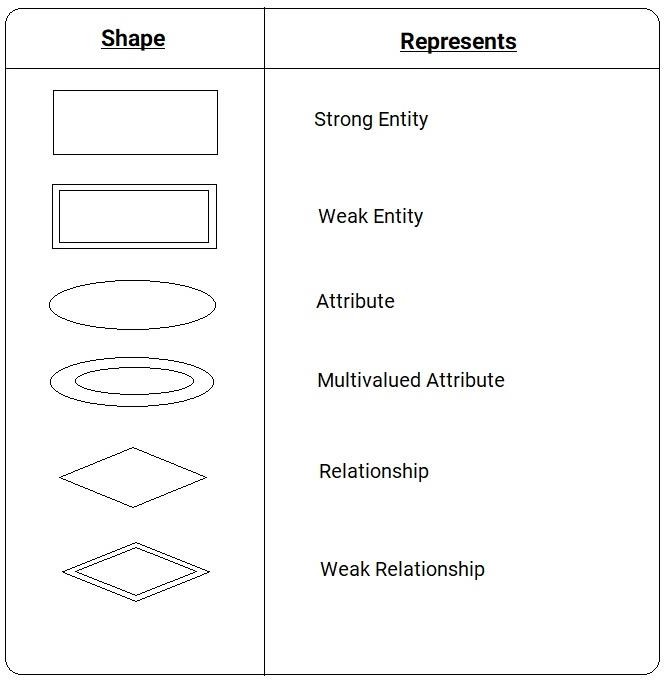 Shape
Represents
Strong Entity
Weak Entity
Attribute
Multivalued Attribute
Relationship
Weak Relationship